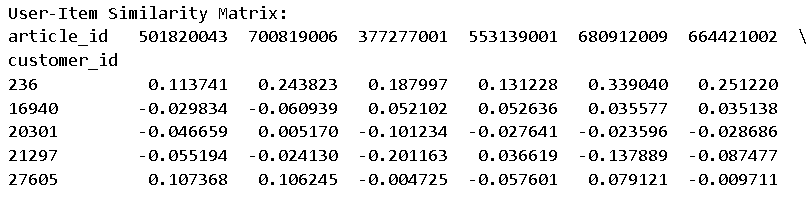 User-Item Similarity Matrix:
article_id 501820043 700819006 377277001 553139001 680912009 664421002 \
customer_id
236 0.113741 0.243823 0.187997 0.131228 0.339040 0.251220
16940 -0.029834 -0.060939 0.052102 0.052636 0.035577 0.035138
20301 -0.046659 0.005170 -0.101234 -0.027641 -0.023596 -0.028686
21297 -0.055194 -0.024130 -0.201163 0.036619 -0.137889 -0.087477
27605 0.107368 0.106245 -0.004725 -0.057601 0.079121 -0.009711